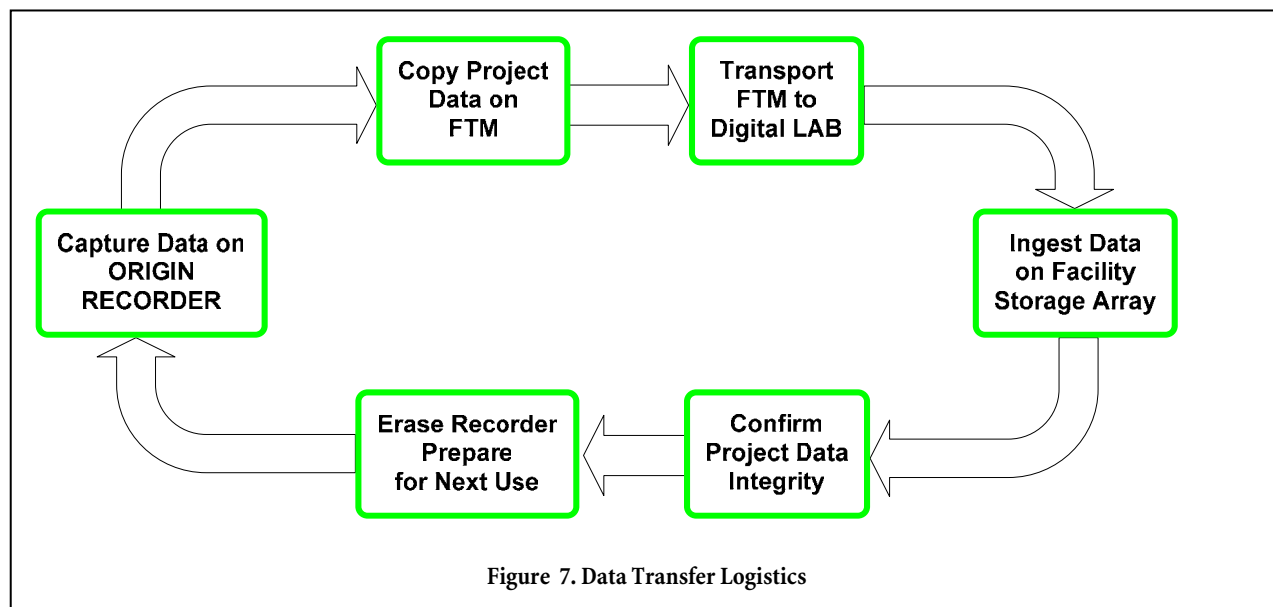 Copy Project
Data on
FTM
Transport
FTM to
Digital LAB
Capture Data on
ORIGIN
RECORDER
Ingest Data
on Facility
Storage Array
Erase Recorder
Prepare
for Next Use
Confirm
Project Data
Integrity
Figure 7. Data Transfer Logistics